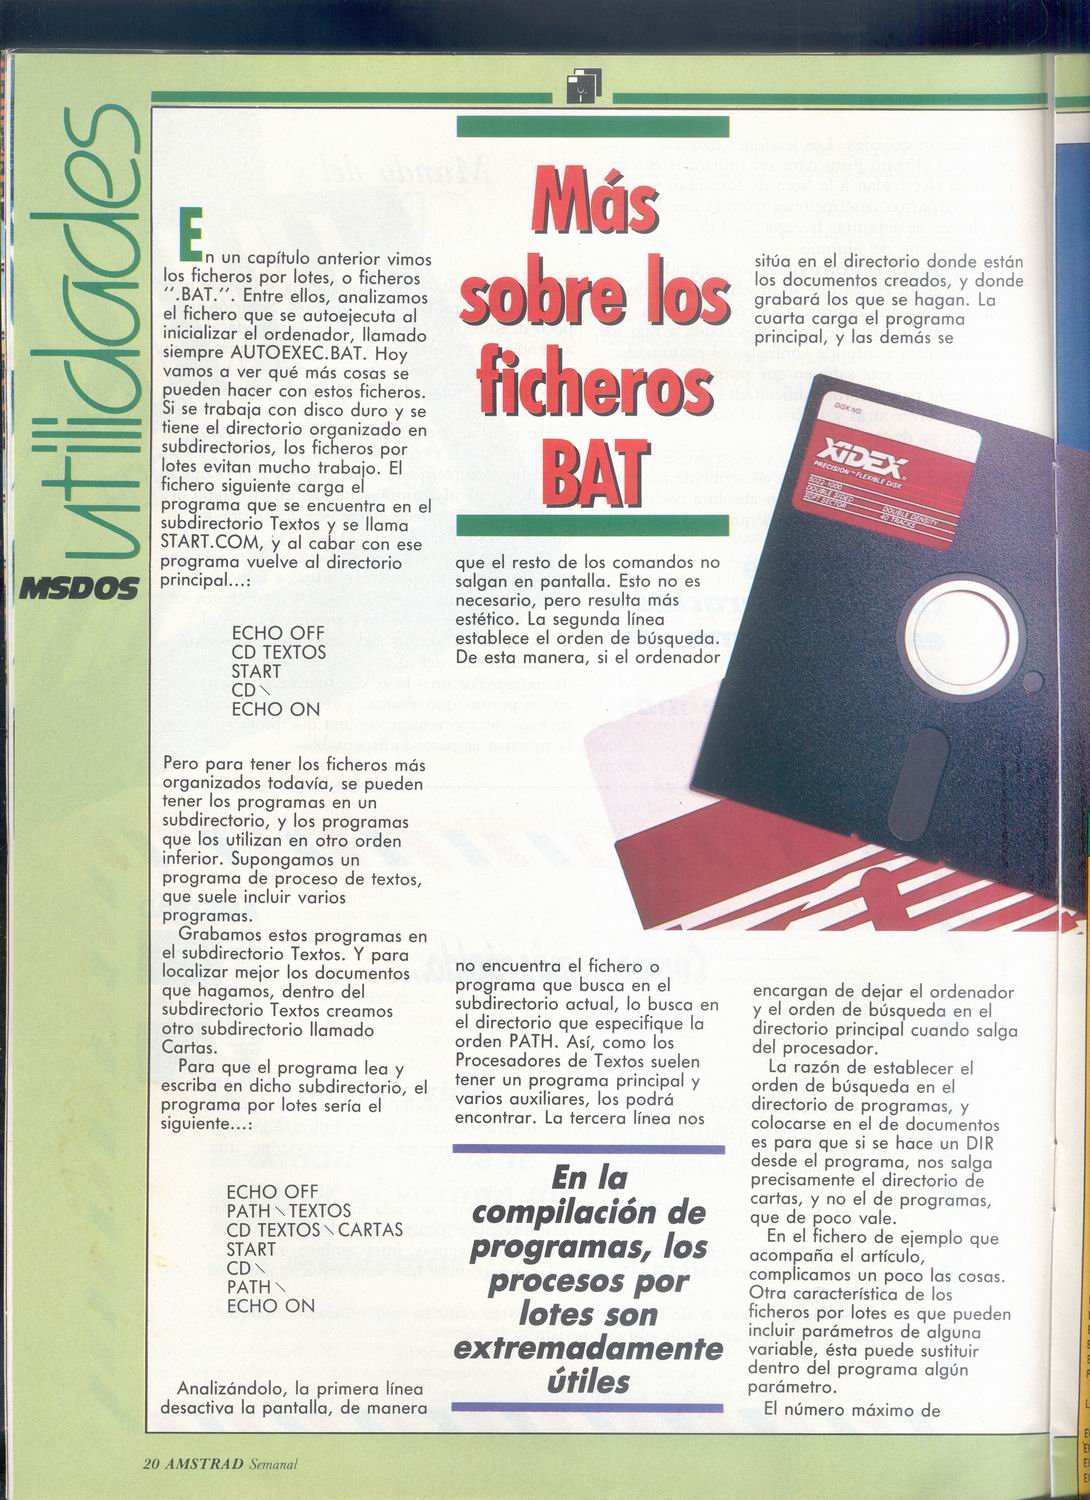 utilidades
MSDOS
Más
sobre los
ficheros
BAT
En un capítulo anterior vimos
los ficheros por lotes, o ficheros
".BAT.". Entre ellos, analizamos
el fichero que se autoejecuta al
inicializar el ordenador, llamado
siempre AUTOEXEC.BAT. Hoy
vamos a ver qué más cosas se
pueden hacer con estos ficheros.
Si se trabaja con disco duro y se
tiene el directorio organizado en
subdirectorios, los ficheros por
lotes evitan mucho trabajo. El
fichero siguiente carga el
programa que se encuentra en el
subdirectorio Textos y se llama
START.COM, y al cabar con ese
programa vuelve al directorio
principal...:
ECHO OFF
CD TEXTOS
START
CD \
ECHO ON
Pero para tener los ficheros más
organizados todavía, se pueden
tener los programas en un
subdirectorio, y los programas
que los utilizan en otro orden
inferior. Supongamos un
programa de proceso de textos,
que suele incluir varios
programas.
Grabamos estos programas en
el subdirectorio Textos. Y para
localizar mejor los documentos
que hagamos, dentro del
subdirectorio Textos creamos
otro subdirectorio llamado
Cartas.
Para que el programa lea y
escriba en dicho subdirectorio, el
programa por lotes sería el
siguiente...:
ECHO OFF
PATH \ TEXTOS
CD TEXTOS \ CARTAS
START
CD \
PATH \
ECHO ON
Analizándolo, la primera línea
desactiva la pantalla, de manera
que el resto de los comandos no
salgan en pantalla. Esto no es
necesario, pero resulta más
estético. La segunda línea
establece el orden de búsqueda.
De esta manera, si el ordenador
no encuentra el fichero o
programa que busca en el
subdirectorio actual, lo busca en
el directorio que especifique la
orden PATH. Así, como los
Procesadores de Textos suelen
tener un programa principal y
varios auxiliares, los podrá
encontrar. La tercera línea nos
En la
compilación de
programas, los
procesos por
lotes son
extremadamente
útiles
sitúa en el directorio donde están
los documentos creados, y donde
grabará los que se hagan. La
cuarta carga el programa
principal, y las demás se
DISK NO.
XIDEX
PRECISION™ FLEXIBLE DISK
5022 1000
DOUBLE SIDED
SOFT SECTOR
DOUBLE DENSITY
40 TRACKS
encargan de dejar el ordenador
y el orden de búsqueda en el
directorio principal cuando salga
del procesador.
La razón de establecer el
orden de búsqueda en el
directorio de programas, y
colocarse en el de documentos
es para que si se hace un DIR
desde el programa, nos salga
precisamente el directorio de
cartas, y no el de programas,
que de poco vale.
En el fichero de ejemplo que
acompaña el artículo,
complicamos un poco las cosas.
Otra característica de los
ficheros por lotes es que pueden
incluir parámetros de alguna
variable, ésta puede sustituir
dentro del programa algún
parámetro.
El número máximo de
20 AMSTRAD Semanal